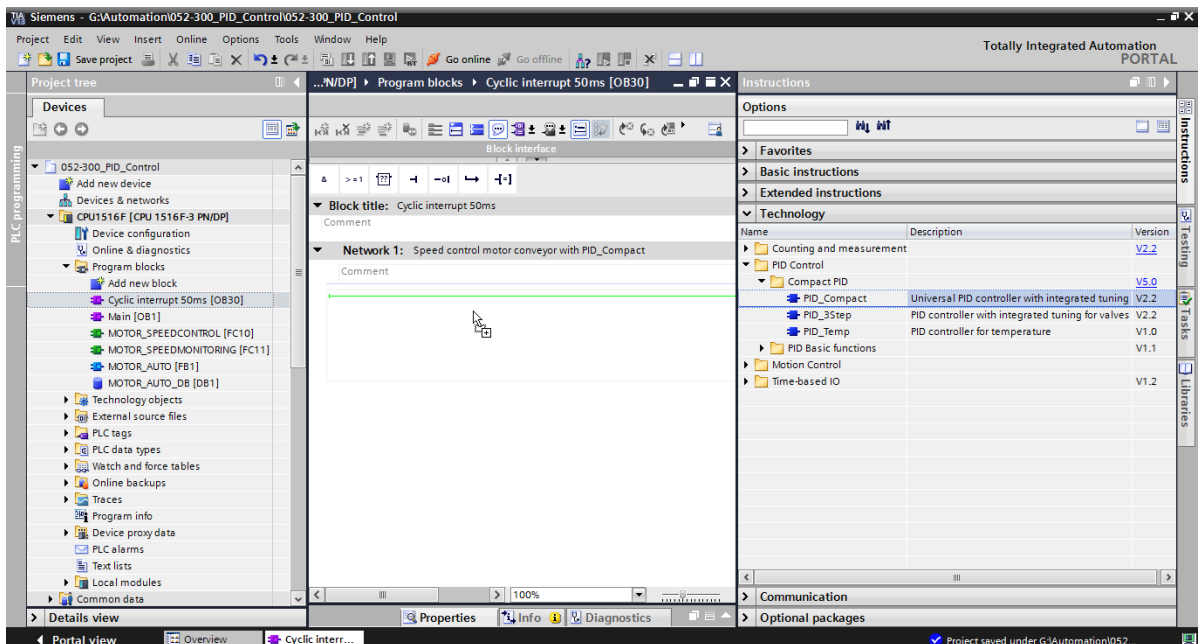 Siemens - G:\Automation\052-300_PID_Control\052-300_PID_Control
Project Edit View Insert Online Options Tools Window Help
Totally Integrated Automation
PORTAL
Save project Go online Go offline
Project tree
Devices
PLC programming
052-300_PID_Control
Add new device
Devices & networks
CPU1516F [CPU 1516F-3 PN/DP]
Device configuration
Online & diagnostics
Program blocks
Add new block
Cyclic interrupt 50ms [OB30]
Main [OB1]
MOTOR_SPEEDCONTROL [FC10]
MOTOR_SPEEDMONITORING [FC11]
MOTOR_AUTO [FB1]
MOTOR_AUTO_DB [DB1]
Technology objects
External source files
PLC tags
PLC data types
Watch and force tables
Online backups
Traces
Program info
Device proxy data
PLC alarms
Text lists
Local modules
Common data
Details view
...'N/DP] Program blocks Cyclic interrupt 50ms [OB30]
Block interface
& >=1 ?? -| -o| [=]
Block title: Cyclic interrupt 50ms
Comment
Network 1: Speed control motor conveyor with PID_Compact
Comment
100%
Properties Info Diagnostics
Instructions
Options
Favorites
Basic instructions
Extended instructions
Technology
Name Description Version
Counting and measurement V2.2
PID Control
Compact PID V5.0
PID_Compact Universal PID controller with integrated tuning V2.2
PID_3Step PID controller with integrated tuning for valves V2.2
PID_Temp PID controller for temperature V1.0
PID Basic functions V1.1
Motion Control
Time-based IO V1.2
Communication
Optional packages
Instructions
Testing
Tasks
Libraries
Portal view Overview Cyclic interr... Project saved under G:\Automation\052...